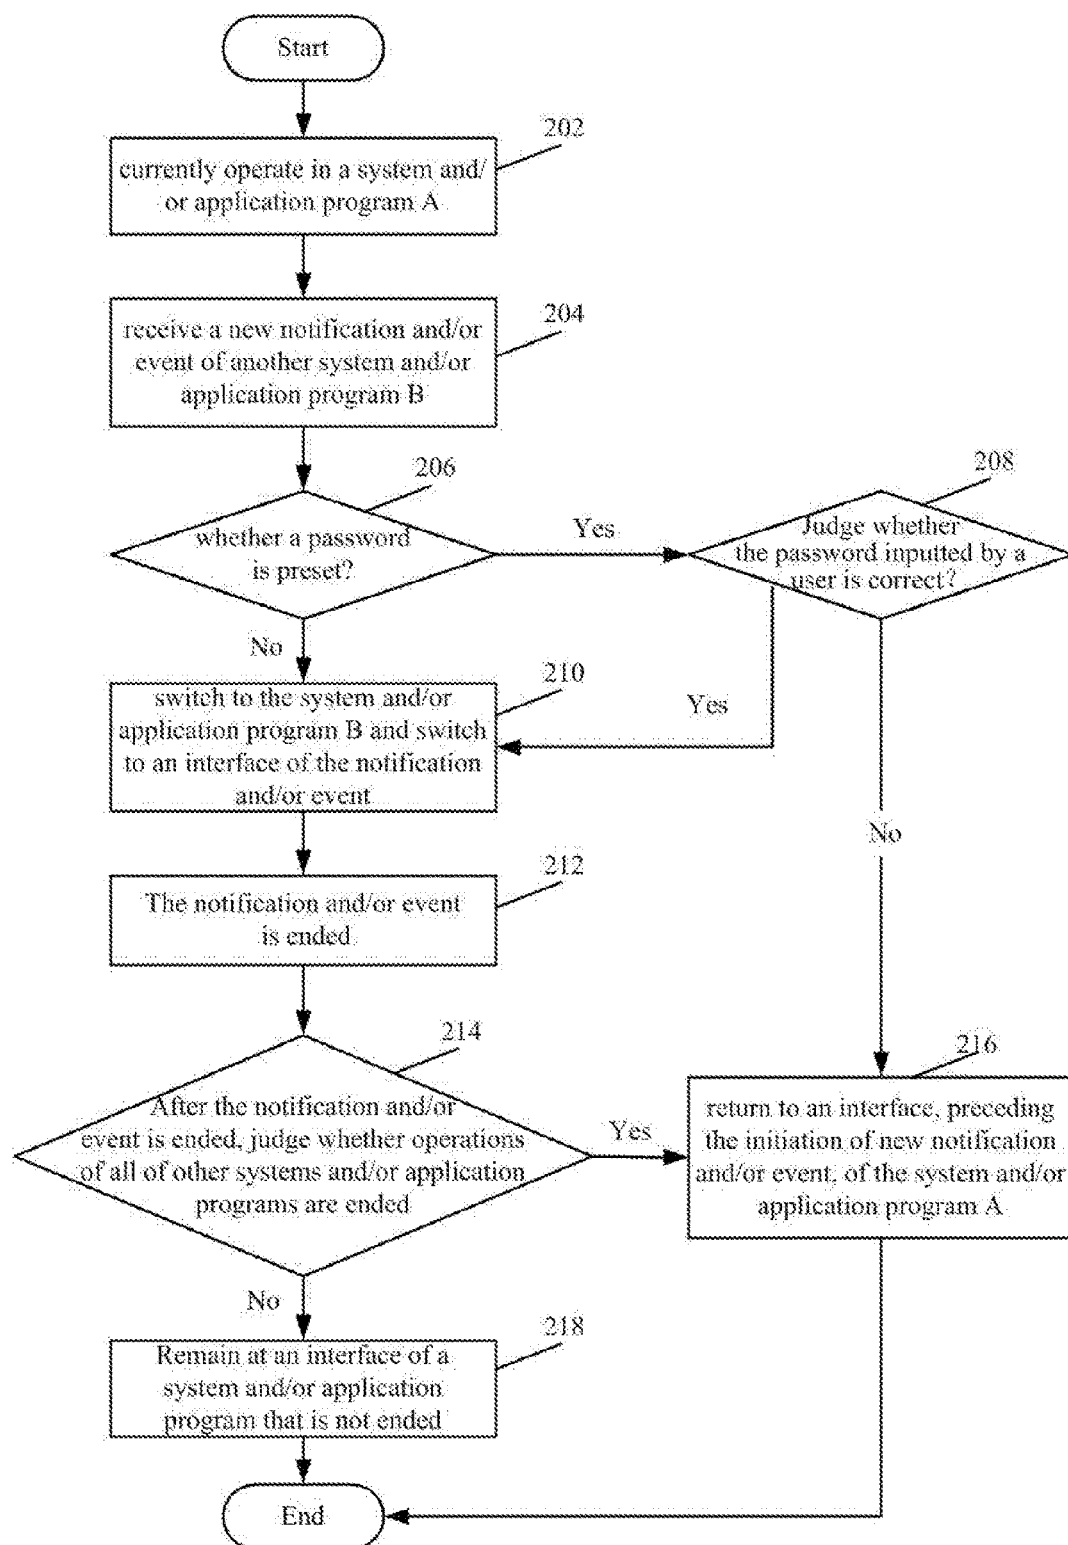 Start
202
currently operate in a system and/
or application program A
204
receive a new notification and/or
event of another system and/or
application program B
206
whether a password
is preset?
Yes
208
Judge whether
the password inputted by a
user is correct?
No
210
switch to the system and/or
application program B and switch
to an interface of the notification
and/or event
Yes
No
212
The notification and/or event
is ended
214
After the notification and/or
event is ended, judge whether operations
of all of other systems and/or application
programs are ended
Yes
216
return to an interface, preceding
the initiation of new notification
and/or event, of the system and/or
application program A
No
218
Remain at an interface of a
system and/or application
program that is not ended
End